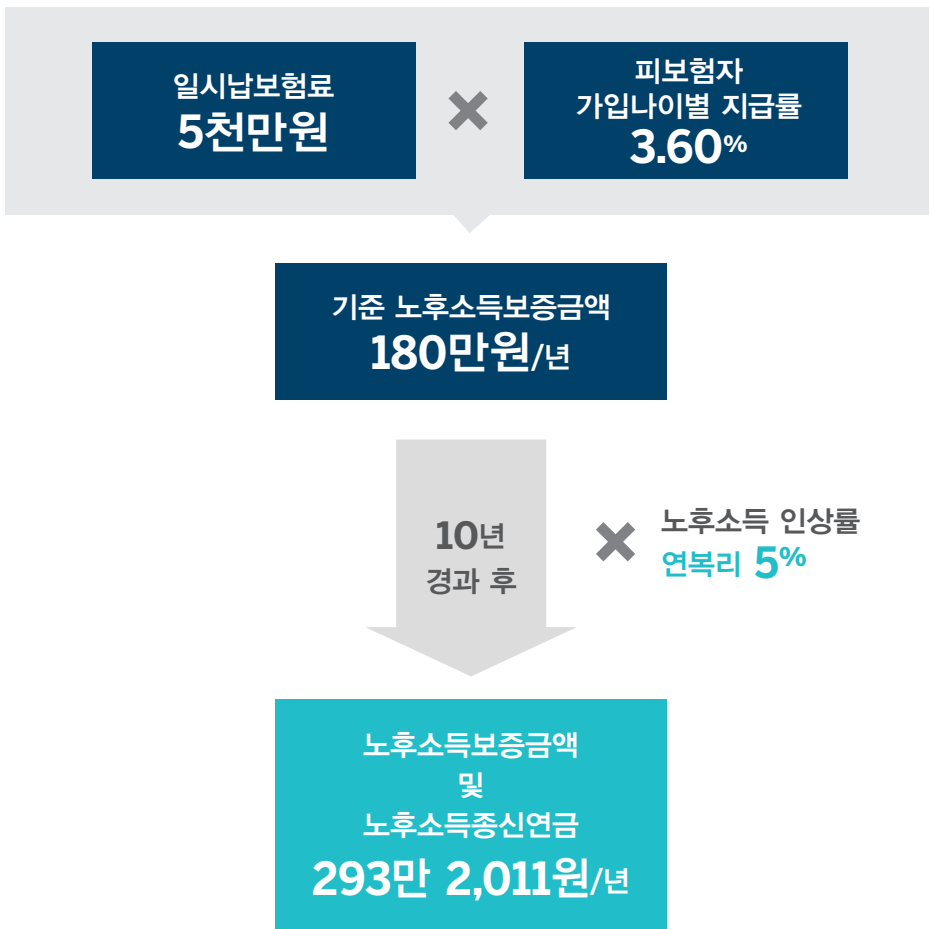 일시납보험료
5천만원
피보험자
가입나이별 지급률
3.60%
기준 노후소득보증금액
180만원/년
10년
경과 후
노후소득 인상률
연복리 5%
노후소득보증금액
및
노후소득종신연금
293만 2,011원/년